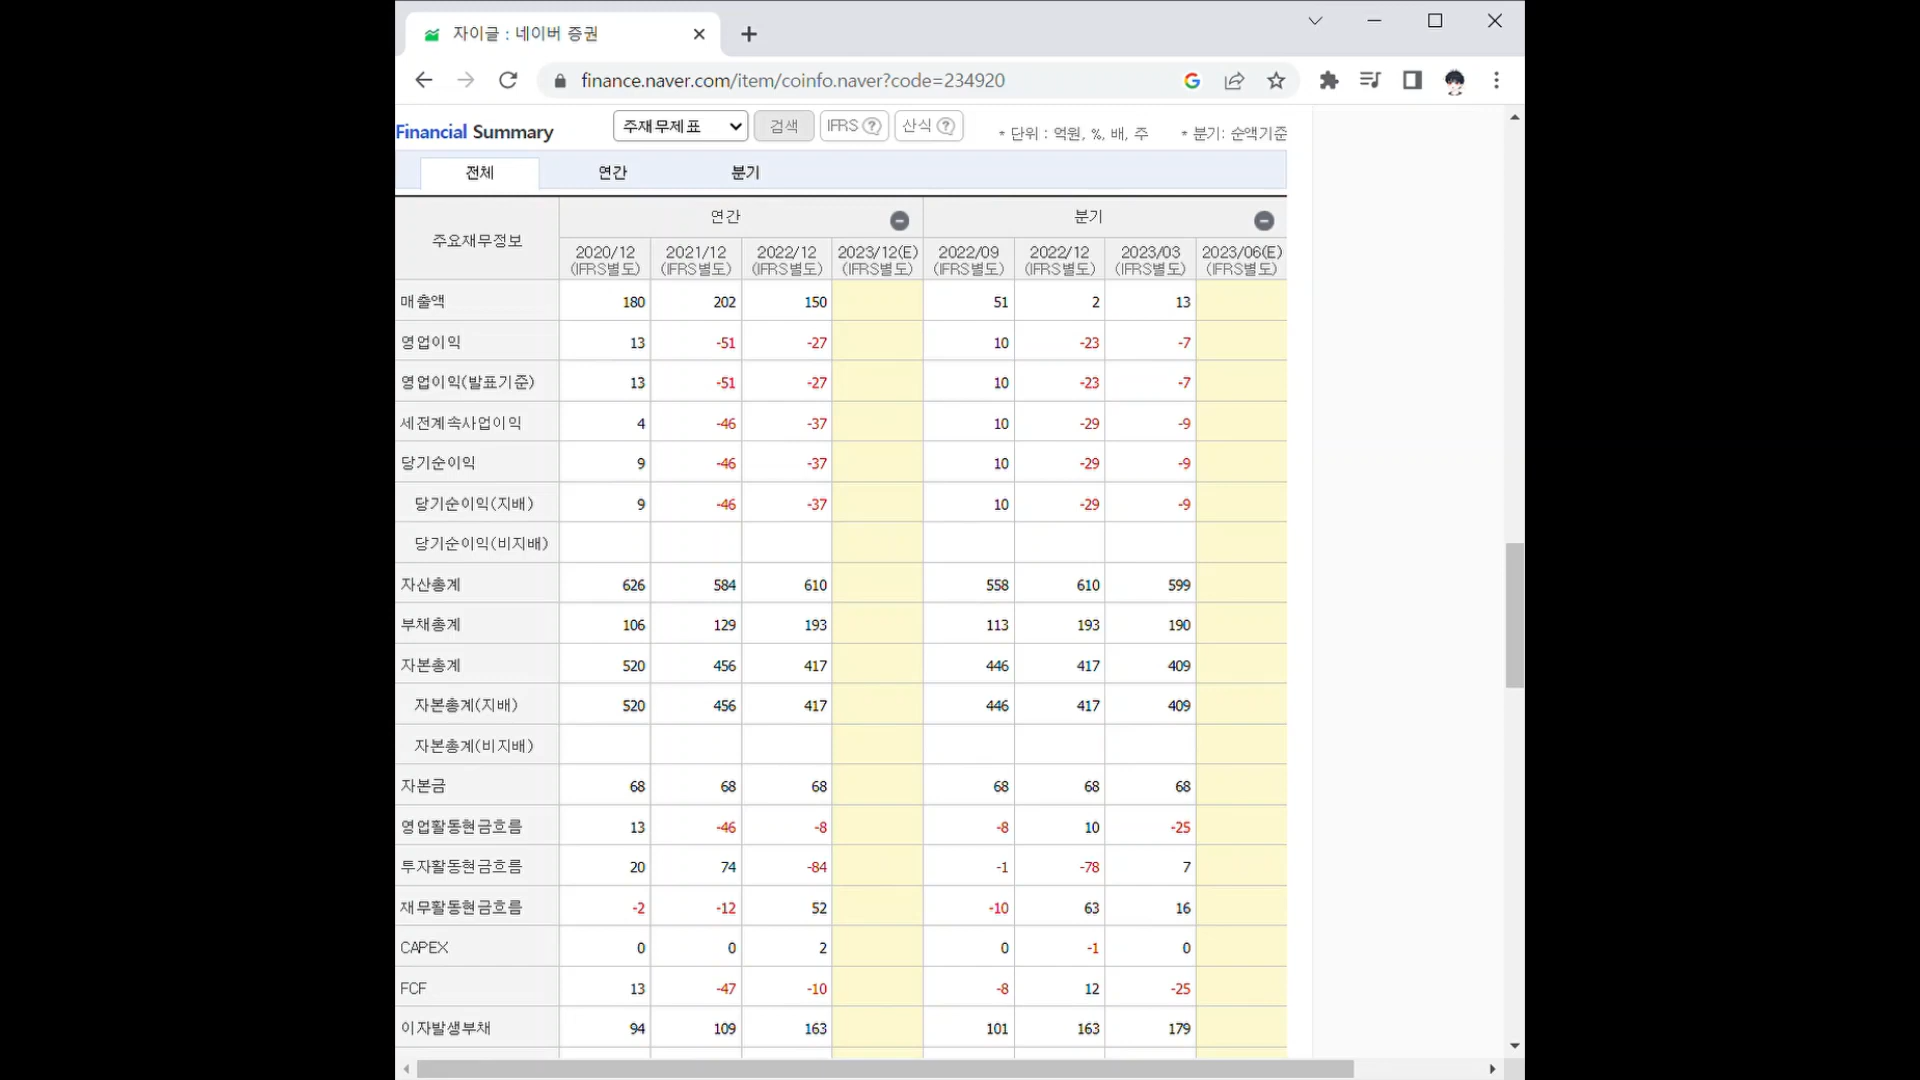 자이글 : 네이버 증권
finance.naver.com/item/coinfo.naver?code=234920
Financial Summary 주재무제표 검색 IFRS ? 산식 ? * 단위 : 억원, %, 배, 주 * 분기: 순액기준
전체 연간 분기
주요재무정보 연간 분기
2020/12 2021/12 2022/12 2023/12(E) 2022/09 2022/12 2023/03 2023/06(E)
(IFRS별도) (IFRS별도) (IFRS별도) (IFRS별도) (IFRS별도) (IFRS별도) (IFRS별도) (IFRS별도)
매출액 180 202 150 51 2 13
영업이익 13 -51 -27 10 -23 -7
영업이익(발표기준) 13 -51 -27 10 -23 -7
세전계속사업이익 4 -46 -37 10 -29 -9
당기순이익 9 -46 -37 10 -29 -9
당기순이익(지배) 9 -46 -37 10 -29 -9
당기순이익(비지배)
자산총계 626 584 610 558 610 599
부채총계 106 129 193 113 193 190
자본총계 520 456 417 446 417 409
자본총계(지배) 520 456 417 446 417 409
자본총계(비지배)
자본금 68 68 68 68 68 68
영업활동현금흐름 13 -46 -8 -8 10 -25
투자활동현금흐름 20 74 -84 -1 -78 7
재무활동현금흐름 -2 -12 52 -10 63 16
CAPEX 0 0 2 0 -1 0
FCF 13 -47 -10 -8 12 -25
이자발생부채 94 109 163 101 163 179